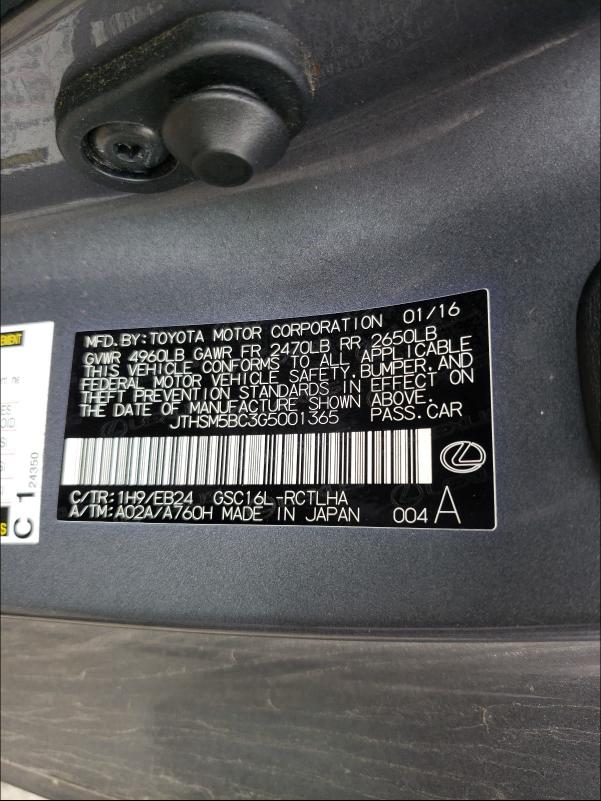 MFD.BY:TOYOTA MOTOR CORPORATION 01/16
GVWR 4960LB GAWR FR 2470LB RR 2650LB
THIS VEHICLE CONFORMS TO ALL APPLICABLE
FEDERAL MOTOR VEHICLE SAFETY,BUMPER,AND
THEFT PREVENTION STANDARDS IN EFFECT ON
THE DATE OF MANUFACTURE SHOWN ABOVE.
JTHSM5BC3G5001365 PASS.CAR
C/TR:1H9/EB24 GSC16L-RCTLHA
A/TM:A02A/A760H MADE IN JAPAN 004 A
C 1 24350